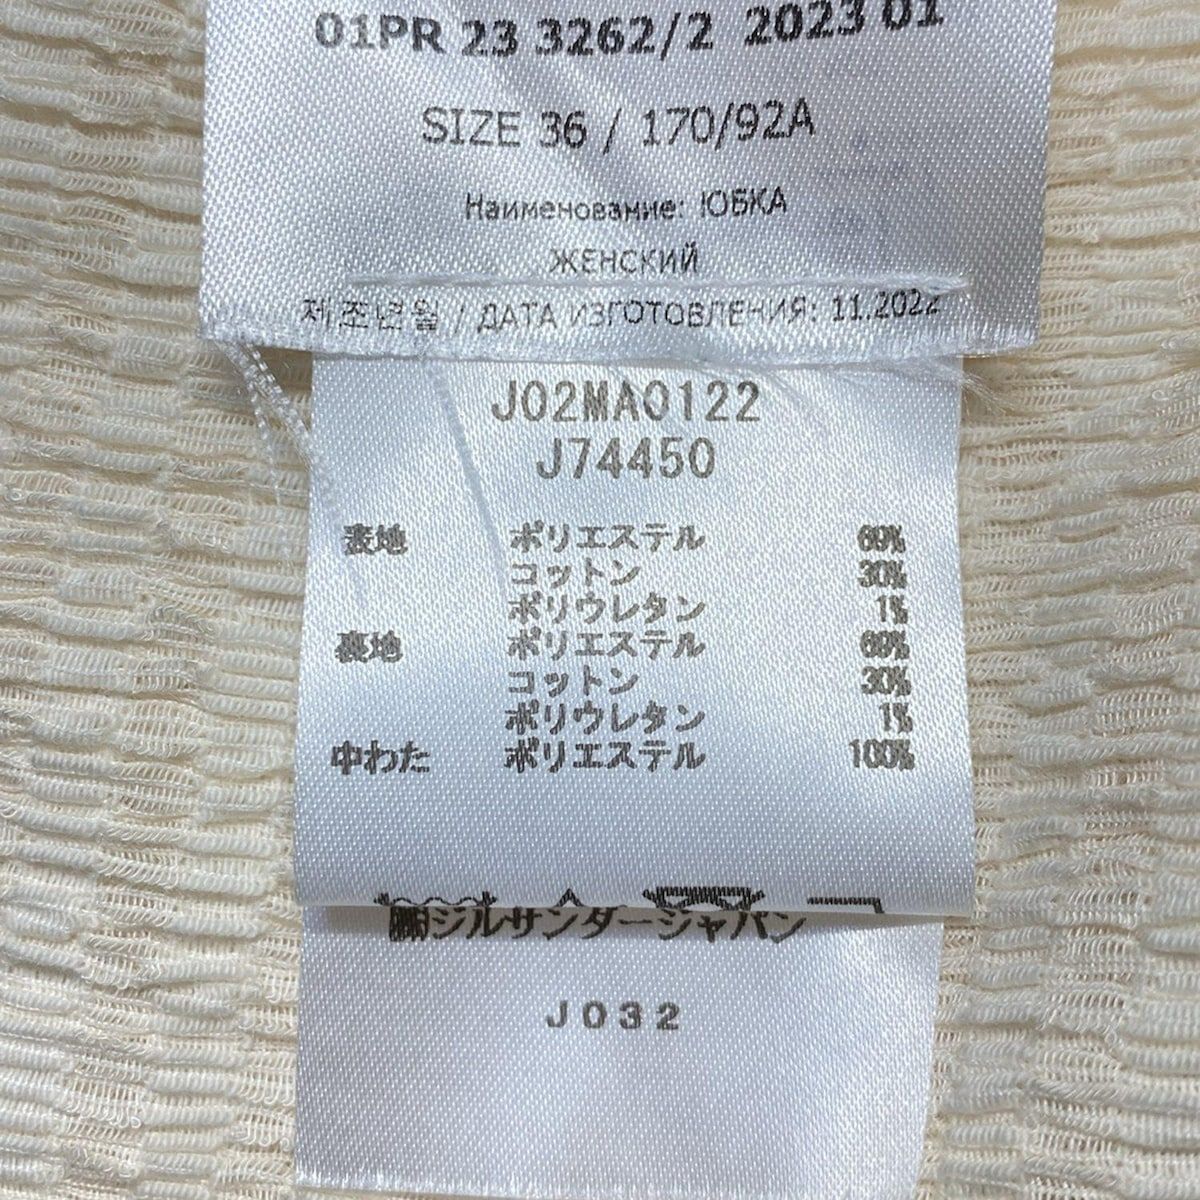 01PR 23 3262/2 2023 01
SIZE 36 / 170/92A
Наименование: ЮБКА
ЖЕНСКИЙ
제조년월 / ДАТА ИЗГОТОВЛЕНИЯ: 11.2022
J02MA0122
J74450
表地 ポリエステル 69%
コットン 30%
ポリウレタン 1%
裏地 ポリエステル 69%
コットン 30%
ポリウレタン 1%
中わた ポリエステル 100%
㈱ジルサンダージャパン
J032